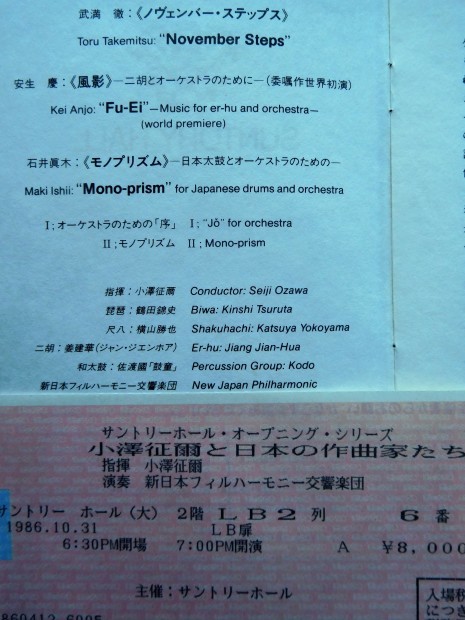 武満　徹：《ノヴェンバー・ステップス》
Toru Takemitsu: "November Steps"
安生　慶：《風影》—二胡とオーケストラのために—（委嘱作世界初演）
Kei Anjo: "Fu-Ei"—Music for er-hu and orchestra—
(world premiere)
石井眞木：《モノプリズム》—日本太鼓とオーケストラのための—
Maki Ishii: "Mono-prism" for Japanese drums and orchestra
Ⅰ；オーケストラのための「序」　Ⅰ；"Jō" for orchestra
Ⅱ；モノプリズム　Ⅱ；Mono-prism
指揮：小澤征爾　Conductor: Seiji Ozawa
琵琶：鶴田錦史　Biwa: Kinshi Tsuruta
尺八：横山勝也　Shakuhachi: Katsuya Yokoyama
二胡：姜建華（ジャン・ジエンホア）　Er-hu: Jiang Jian-Hua
和太鼓：佐渡國「鼓童」　Percussion Group: Kodo
新日本フィルハーモニー交響楽団　New Japan Philharmonic
サントリーホール・オープニング・シリーズ
小澤征爾と日本の作曲家たち
指揮　小澤征爾
演奏　新日本フィルハーモニー交響楽団
サントリー　ホール（大）　2階　LB2　列　6　番
1986.10.31　LB扉
6:30PM開場　7:00PM開演　A　￥8,000
主催：サントリーホール
入場税
につき